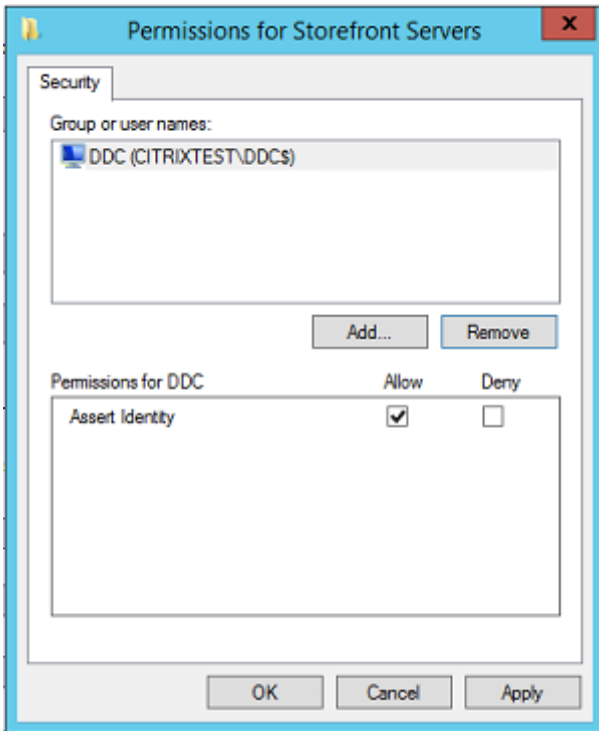 Permissions for Storefront Servers
Security
Group or user names:
DDC (CITRIXTEST\DDC$)
Add... Remove
Permissions for DDC Allow Deny
Assert Identity
OK Cancel Apply